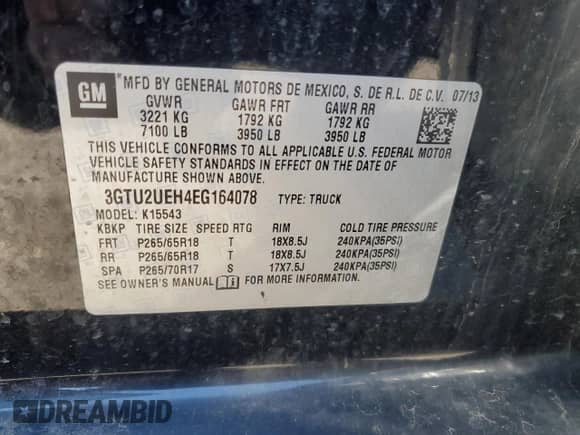 GM
*MFD BY GENERAL MOTORS DE MEXICO, S. DE R.L. DE C.V. 07/13
GVWR GAWR FRT GAWR RR
3221 KG 1792 KG 1792 KG
7100 LB 3950 LB 3950 LB
THIS VEHICLE CONFORMS TO ALL APPLICABLE U.S. FEDERAL MOTOR
VEHICLE SAFETY STANDARDS IN EFFECT ON THE DATE OF
MANUFACTURE SHOWN ABOVE.
3GTU2UEH4EG164078 TYPE: TRUCK
MODEL: K15543
KBKP TIRE SIZE SPEED RTG RIM COLD TIRE PRESSURE
FRT P265/65R18 T 18X8.5J 240KPA(35PSI)
RR P265/65R18 T 18X8.5J 240KPA(35PSI)
SPA P265/70R17 S 17X7.5J 240KPA(35PSI)
SEE OWNER'S MANUAL FOR MORE INFORMATION.
DREAMBID